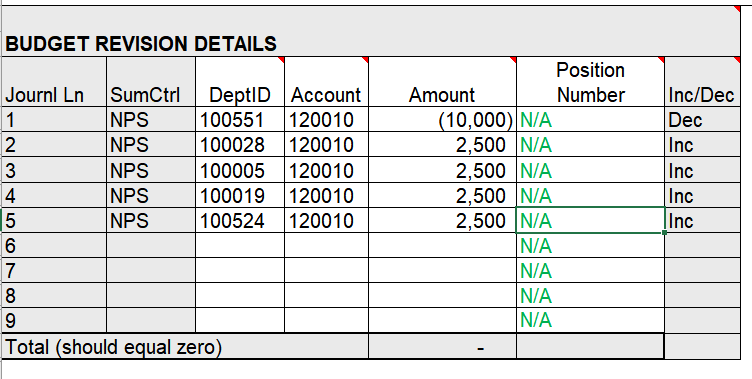 BUDGET REVISION DETAILS
Position
Journl Ln SumCtrl DeptID Account Amount Number Inc/Dec
1 NPS 100551 120010 (10,000) N/A Dec
2 NPS 100028 120010 2,500 N/A Inc
3 NPS 100005 120010 2,500 N/A Inc
4 NPS 100019 120010 2,500 N/A Inc
5 NPS 100524 120010 2,500 N/A Inc
6 N/A
7 N/A
8 N/A
9 N/A
Total (should equal zero) -